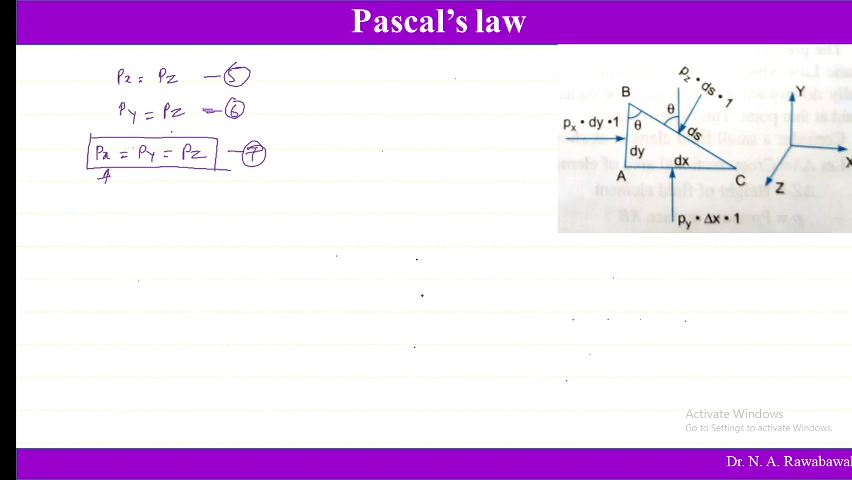 Pascal's law
Px = Pz — 5
Py = Pz — 6
Px = Py = Pz — 7
pz · ds · 1
B
θ
θ
px · dy · 1
ds
dy
dx
A
C
py · Δx · 1
Y
X
Z
Activate Windows
Go to Settings to activate Windows.
Dr. N. A. Rawabawal